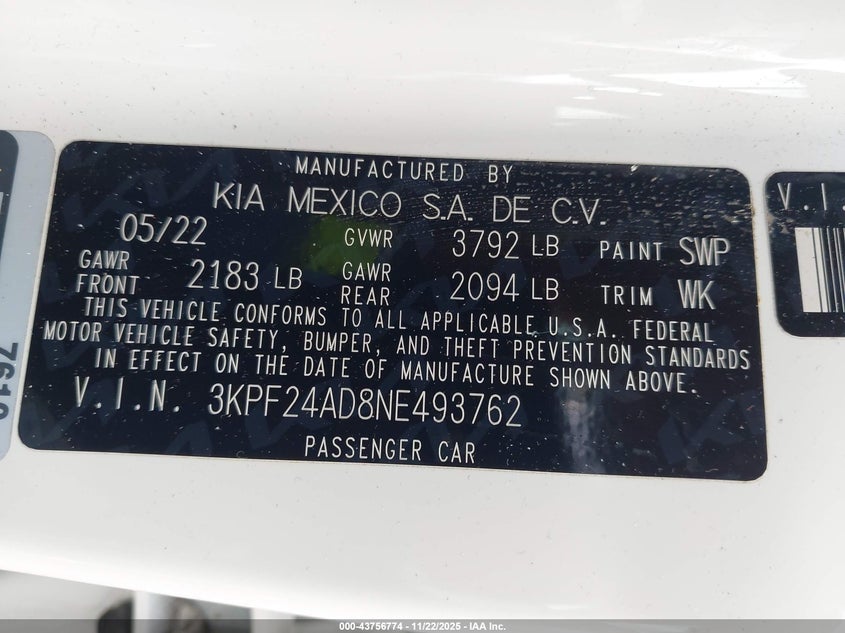 MANUFACTURED BY
KIA MEXICO S.A. DE C.V.
05/22 GVWR 3792 LB PAINT SWP
GAWR FRONT 2183 LB GAWR REAR 2094 LB TRIM WK
THIS VEHICLE CONFORMS TO ALL APPLICABLE U.S.A. FEDERAL
MOTOR VEHICLE SAFETY, BUMPER, AND THEFT PREVENTION STANDARDS
IN EFFECT ON THE DATE OF MANUFACTURE SHOWN ABOVE.
V.I.N. 3KPF24AD8NE493762
PASSENGER CAR
V.I.
000-43756774 - 11/22/2025 - IAA Inc.